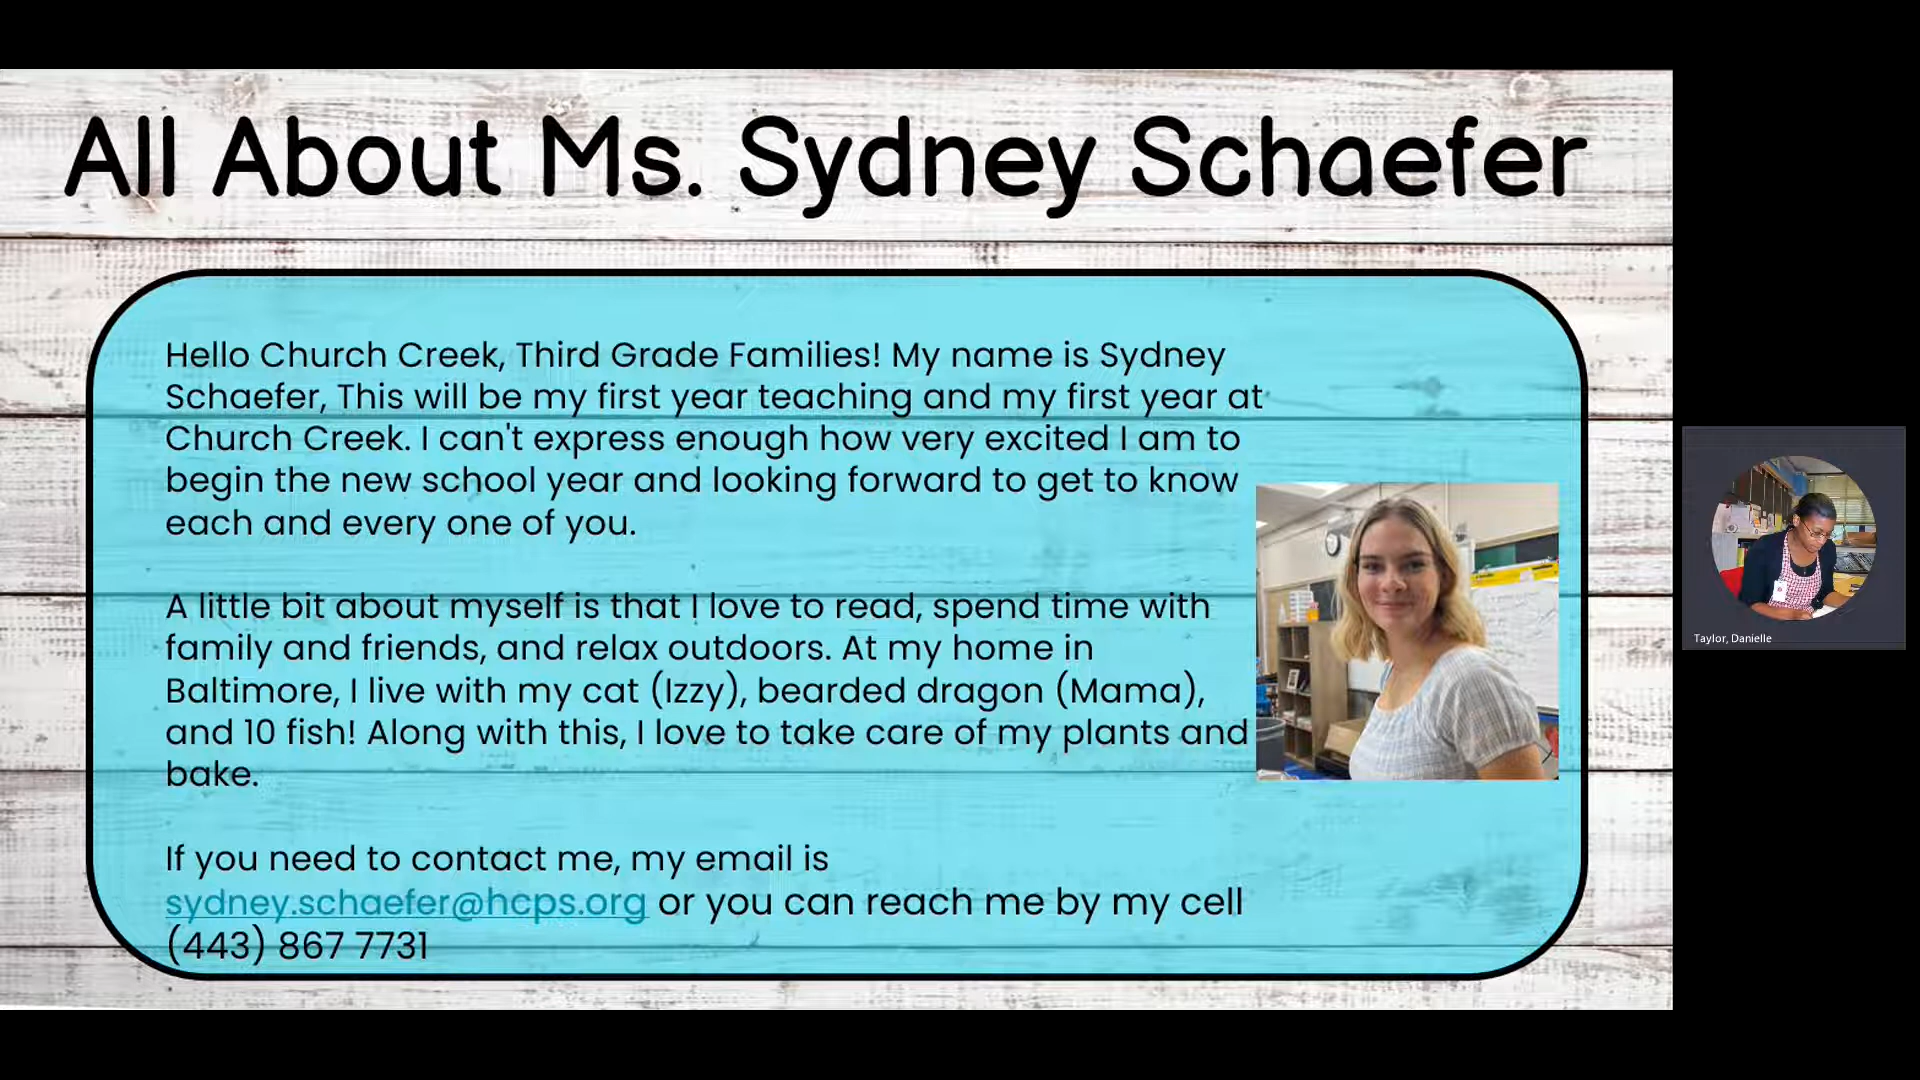 All About Ms. Sydney Schaefer
Hello Church Creek, Third Grade Families! My name is Sydney
Schaefer, This will be my first year teaching and my first year at
Church Creek. I can't express enough how very excited I am to
begin the new school year and looking forward to get to know
each and every one of you.
A little bit about myself is that I love to read, spend time with
family and friends, and relax outdoors. At my home in
Baltimore, I live with my cat (Izzy), bearded dragon (Mama),
and 10 fish! Along with this, I love to take care of my plants and
bake.
If you need to contact me, my email is
sydney.schaefer@hcps.org or you can reach me by my cell
(443) 867 7731
Taylor, Danielle